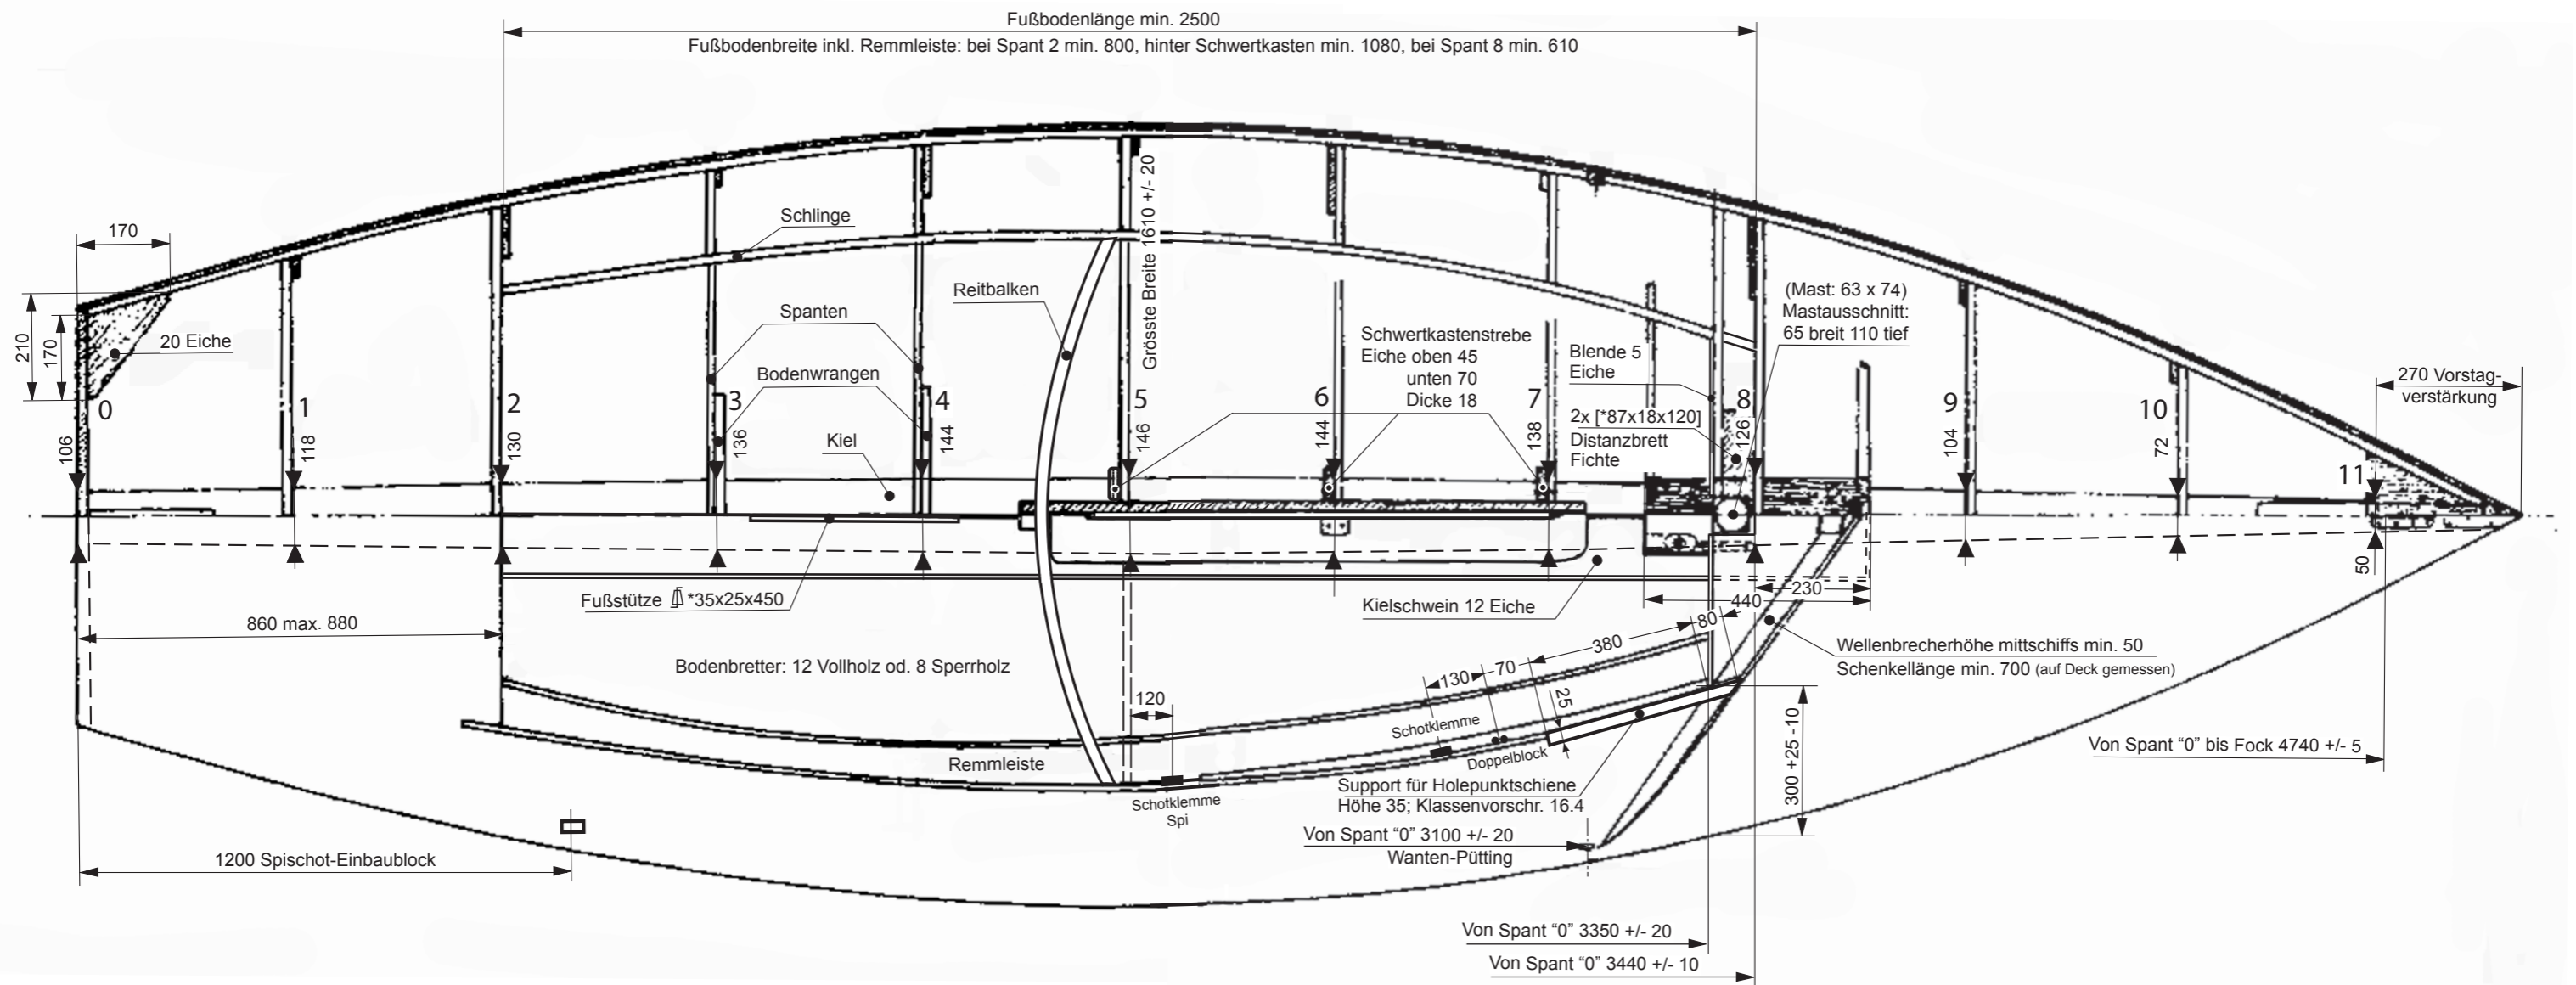 Fußbodenlänge min. 2500
Fußbodenbreite inkl. Remmleiste: bei Spant 2 min. 800, hinter Schwertkasten min. 1080, bei Spant 8 min. 610
170
Schlinge
Grösste Breite 1610 +/- 20
Reitbalken
(Mast: 63 x 74)
Mastausschnitt:
65 breit 110 tief
Spanten
Schwertkastenstrebe
Eiche oben 45
unten 70
Dicke 18
Blende 5
Eiche
210
170
20 Eiche
Bodenwrangen
270 Vorstag-
verstärkung
0
1
2
3
4
5
6
7
8
9
10
11
2x [*87x18x120]
Distanzbrett
Fichte
Kiel
106
118
130
136
144
146
144
138
126
104
72
50
Fußstütze *35x25x450
Kielschwein 12 Eiche
230
440
860 max. 880
80
380
70
130
25
Wellenbrecherhöhe mittschiffs min. 50
Schenkellänge min. 700 (auf Deck gemessen)
Bodenbretter: 12 Vollholz od. 8 Sperrholz
120
Schotklemme
Doppelblock
300 +25 -10
Von Spant “0” bis Fock 4740 +/- 5
Remmleiste
Support für Holepunktschiene
Höhe 35; Klassenvorschr. 16.4
Schotklemme
Spi
Von Spant “0” 3100 +/- 20
Wanten-Pütting
1200 Spischot-Einbaublock
Von Spant “0” 3350 +/- 20
Von Spant “0” 3440 +/- 10